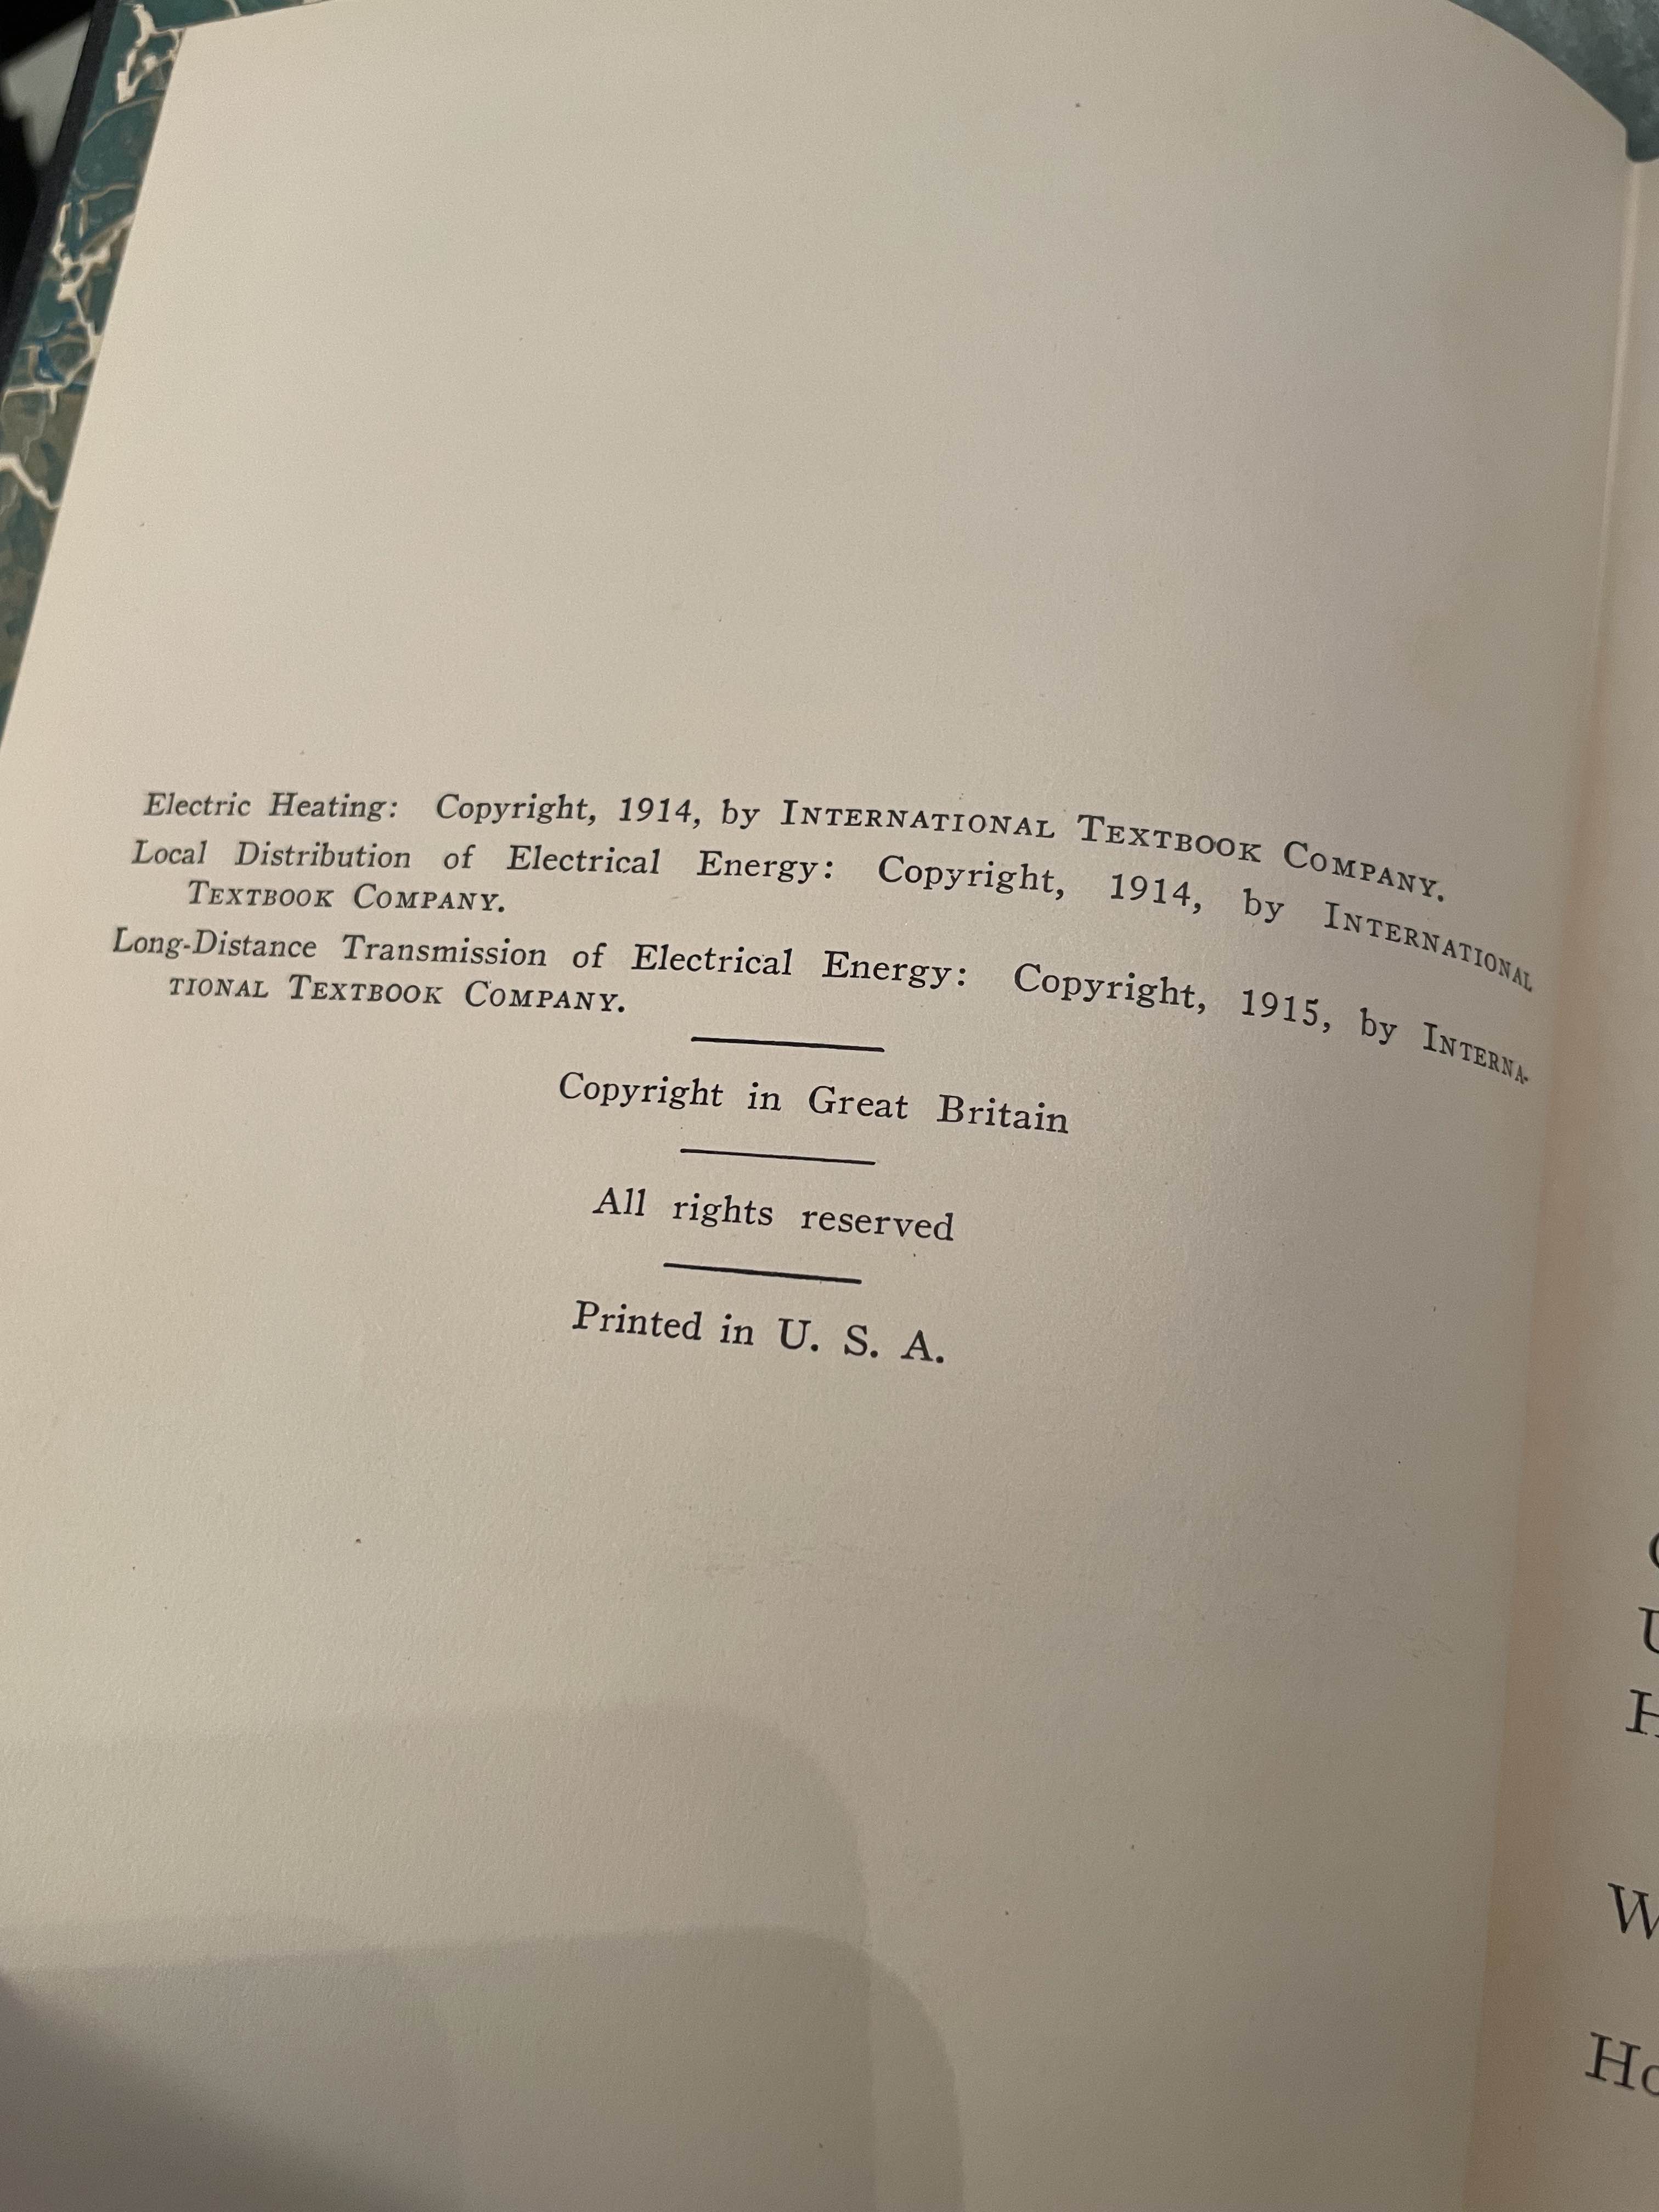 Electric Heating: Copyright, 1914, by INTERNATIONAL TEXTBOOK COMPANY.
Local Distribution of Electrical Energy: Copyright, 1914, by INTERNATIONAL
TEXTBOOK COMPANY.
Long-Distance Transmission of Electrical Energy: Copyright, 1915, by INTERNA-
TIONAL TEXTBOOK COMPANY.
Copyright in Great Britain
All rights reserved
Printed in U. S. A.